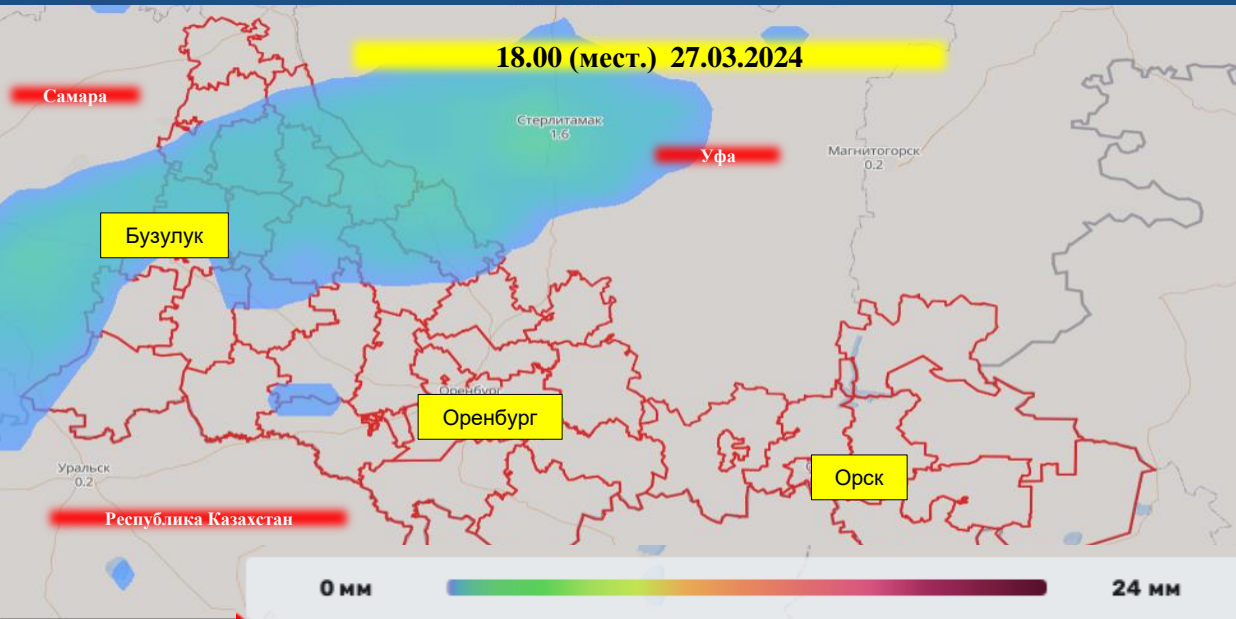 18.00 (мест.) 27.03.2024
Самара
Стерлитамак
1.6
Уфа
Магнитогорск
0.2
Бузулук
Оренбург
Оренбург
Орск
Уральск
0.2
Республика Казахстан
0 мм
24 мм